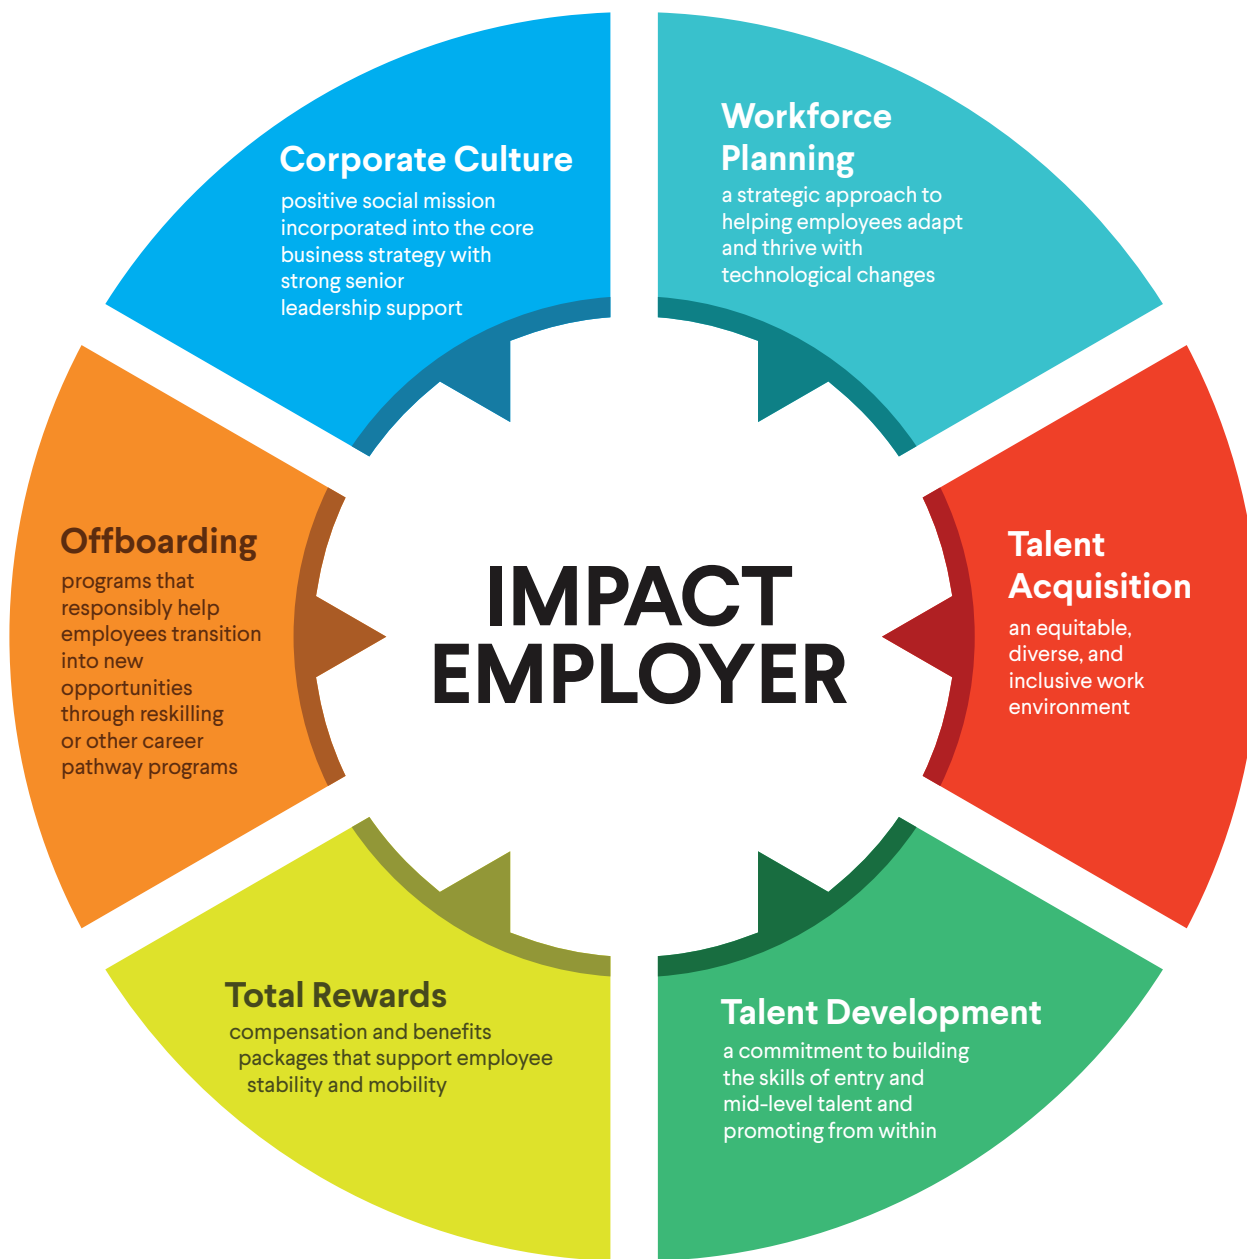 Corporate Culture
positive social mission
incorporated into the core
business strategy with
strong senior
leadership support
Workforce
Planning
a strategic approach to
helping employees adapt
and thrive with
technological changes
Offboarding
programs that
responsibly help
employees transition
into new
opportunities
through reskilling
or other career
pathway programs
IMPACT
EMPLOYER
Talent
Acquisition
an equitable,
diverse, and
inclusive work
environment
Total Rewards
compensation and benefits
packages that support employee
stability and mobility
Talent Development
a commitment to building
the skills of entry and
mid-level talent and
promoting from within